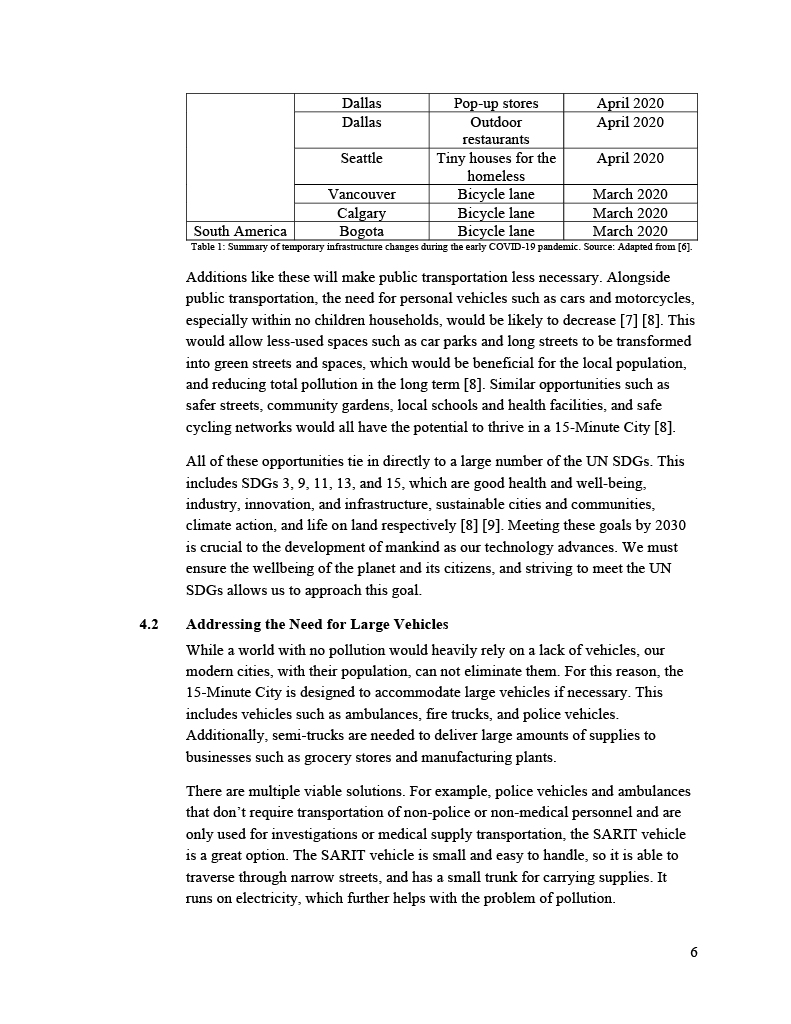 Dallas Pop-up stores April 2020
Dallas Outdoor restaurants April 2020
Seattle Tiny houses for the homeless April 2020
Vancouver Bicycle lane March 2020
Calgary Bicycle lane March 2020
South America Bogota Bicycle lane March 2020
Table 1: Summary of temporary infrastructure changes during the early COVID-19 pandemic. Source: Adapted from [6].
Additions like these will make public transportation less necessary. Alongside
public transportation, the need for personal vehicles such as cars and motorcycles,
especially within no children households, would be likely to decrease [7] [8]. This
would allow less-used spaces such as car parks and long streets to be transformed
into green streets and spaces, which would be beneficial for the local population,
and reducing total pollution in the long term [8]. Similar opportunities such as
safer streets, community gardens, local schools and health facilities, and safe
cycling networks would all have the potential to thrive in a 15-Minute City [8].
All of these opportunities tie in directly to a large number of the UN SDGs. This
includes SDGs 3, 9, 11, 13, and 15, which are good health and well-being,
industry, innovation, and infrastructure, sustainable cities and communities,
climate action, and life on land respectively [8] [9]. Meeting these goals by 2030
is crucial to the development of mankind as our technology advances. We must
ensure the wellbeing of the planet and its citizens, and striving to meet the UN
SDGs allows us to approach this goal.
4.2 Addressing the Need for Large Vehicles
While a world with no pollution would heavily rely on a lack of vehicles, our
modern cities, with their population, can not eliminate them. For this reason, the
15-Minute City is designed to accommodate large vehicles if necessary. This
includes vehicles such as ambulances, fire trucks, and police vehicles.
Additionally, semi-trucks are needed to deliver large amounts of supplies to
businesses such as grocery stores and manufacturing plants.
There are multiple viable solutions. For example, police vehicles and ambulances
that don’t require transportation of non-police or non-medical personnel and are
only used for investigations or medical supply transportation, the SARIT vehicle
is a great option. The SARIT vehicle is small and easy to handle, so it is able to
traverse through narrow streets, and has a small trunk for carrying supplies. It
runs on electricity, which further helps with the problem of pollution.
6